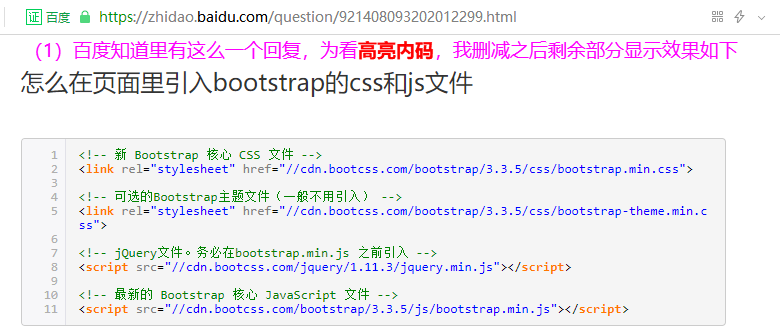 证 百度 https://zhidao.baidu.com/question/921408093202012299.html
（1）百度知道里有这么一个回复，为看高亮内码，我删减之后剩余部分显示效果如下
怎么在页面里引入bootstrap的css和js文件
1 <!-- 新 Bootstrap 核心 CSS 文件 -->
2 <link rel="stylesheet" href="//cdn.bootcss.com/bootstrap/3.3.5/css/bootstrap.min.css">
3
4 <!-- 可选的Bootstrap主题文件（一般不用引入） -->
5 <link rel="stylesheet" href="//cdn.bootcss.com/bootstrap/3.3.5/css/bootstrap-theme.min.c
ss">
6
7 <!-- jQuery文件。务必在bootstrap.min.js 之前引入 -->
8 <script src="//cdn.bootcss.com/jquery/1.11.3/jquery.min.js"></script>
9
10 <!-- 最新的 Bootstrap 核心 JavaScript 文件 -->
11 <script src="//cdn.bootcss.com/bootstrap/3.3.5/js/bootstrap.min.js"></script>